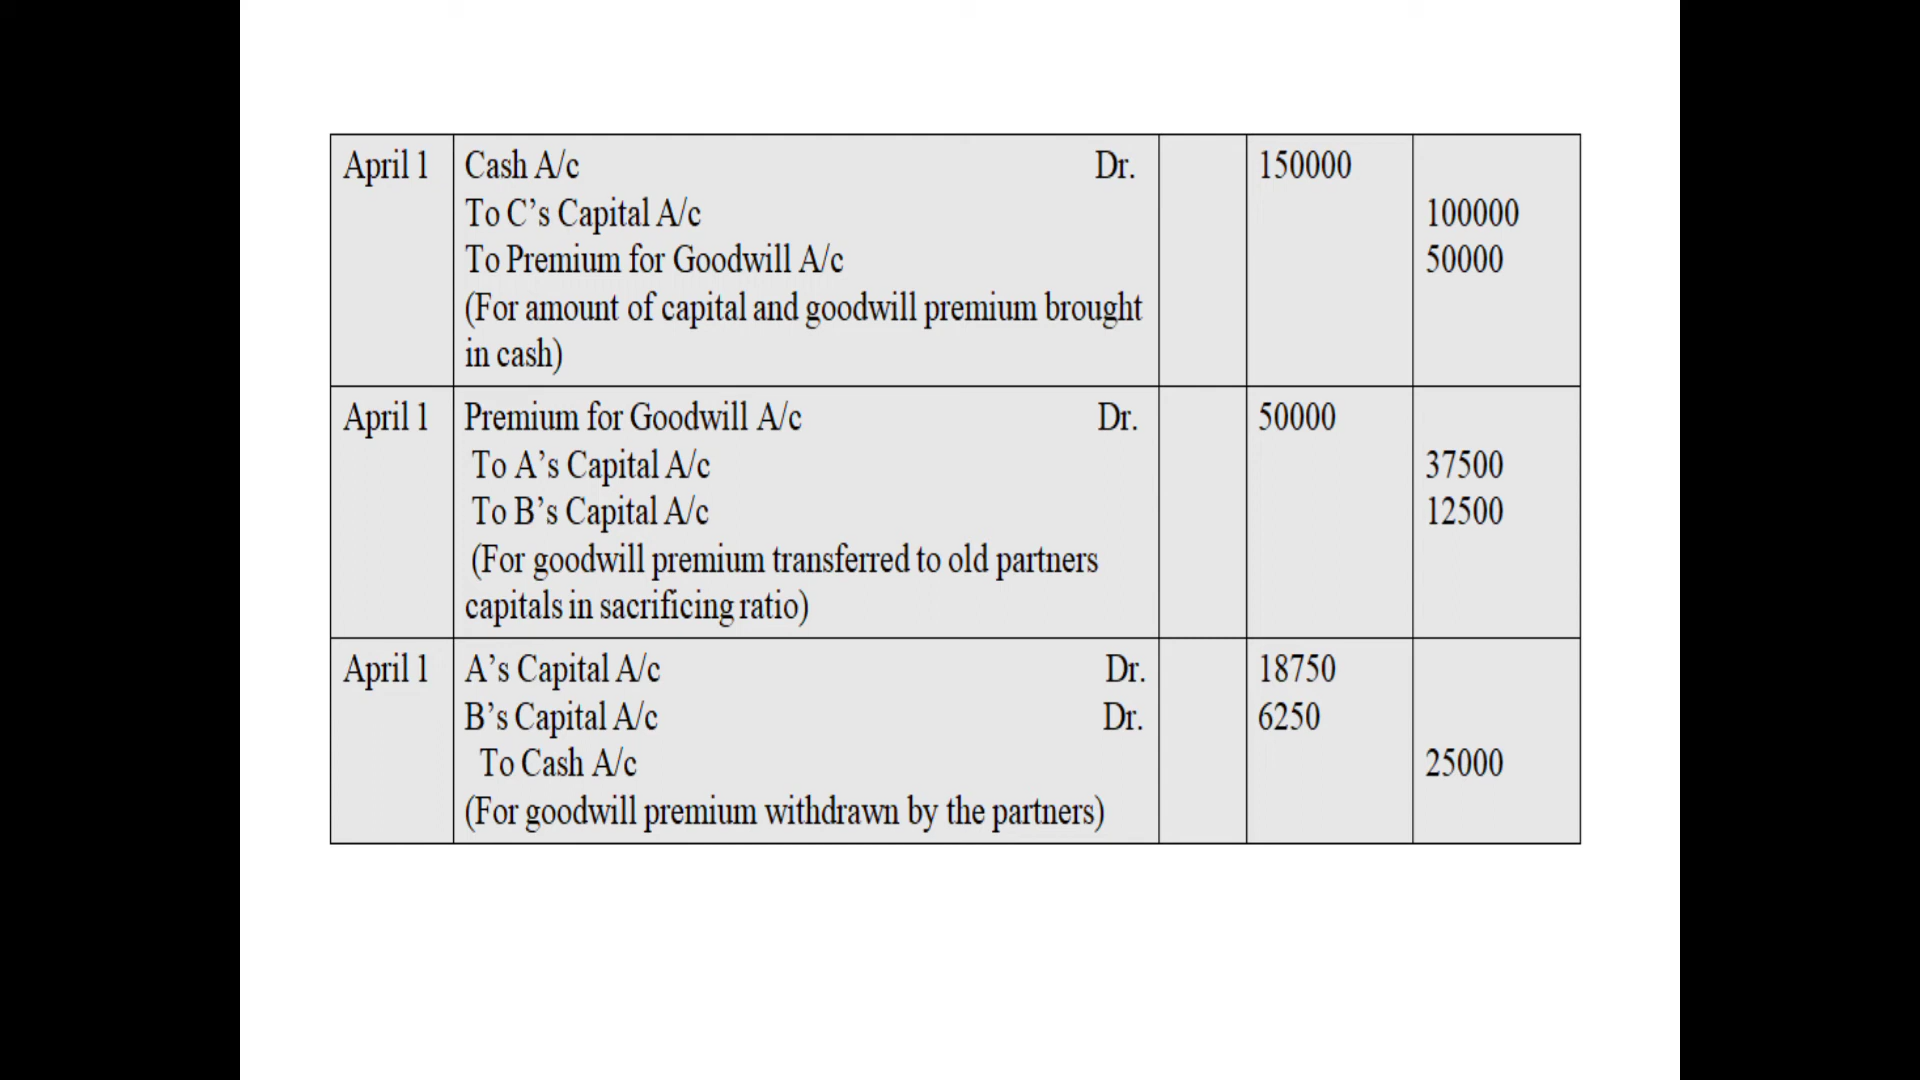 April 1 Cash A/c Dr. 150000
To C’s Capital A/c 100000
To Premium for Goodwill A/c 50000
(For amount of capital and goodwill premium brought
in cash)
April 1 Premium for Goodwill A/c Dr. 50000
To A’s Capital A/c 37500
To B’s Capital A/c 12500
(For goodwill premium transferred to old partners
capitals in sacrificing ratio)
April 1 A’s Capital A/c Dr. 18750
B’s Capital A/c Dr. 6250
To Cash A/c 25000
(For goodwill premium withdrawn by the partners)